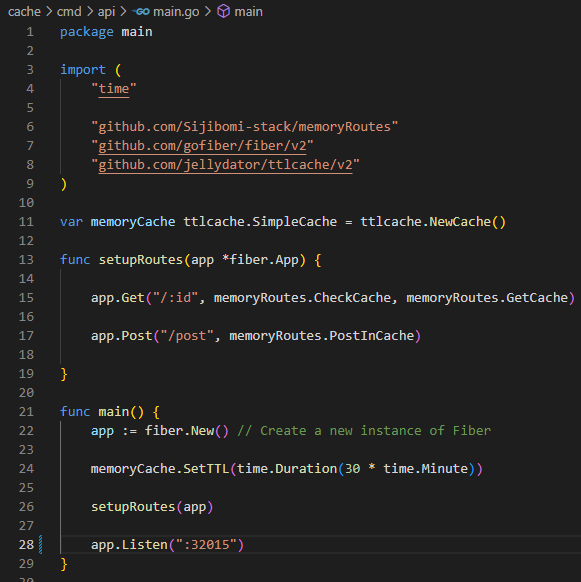 cache > cmd > api > main.go > main
1 package main
2
3 import (
4 "time"
5
6 "github.com/Sijibomi-stack/memoryRoutes"
7 "github.com/gofiber/fiber/v2"
8 "github.com/jellydator/ttlcache/v2"
9 )
10
11 var memoryCache ttlcache.SimpleCache = ttlcache.NewCache()
12
13 func setupRoutes(app *fiber.App) {
14
15 app.Get("/:id", memoryRoutes.CheckCache, memoryRoutes.GetCache)
16
17 app.Post("/post", memoryRoutes.PostInCache)
18
19 }
20
21 func main() {
22 app := fiber.New() // Create a new instance of Fiber
23
24 memoryCache.SetTTL(time.Duration(30 * time.Minute))
25
26 setupRoutes(app)
27
28 app.Listen(":32015")
29 }
30